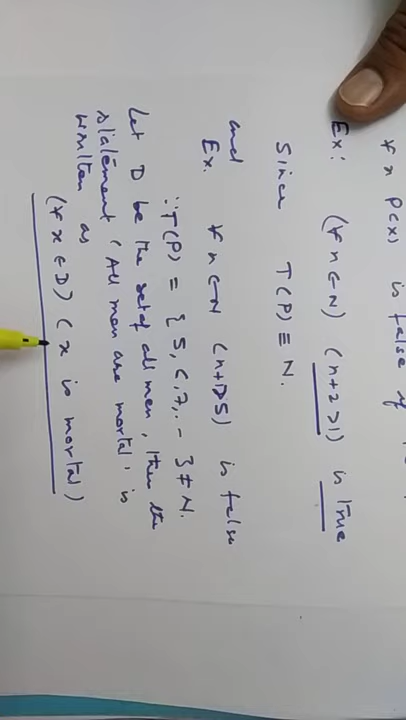 ∀ x P(x) is false if
Ex: (∀ n ∈ N) (n+2>1) is true
Since T(P) ≡ N.
and
Ex. ∀ n ∈ N (n+1>5) is false
∵ T(P) = {5, 6, 7, .. } ≠ N.
Let D be the set of all men, then the
statement 'All men are mortal' is
written as
(∀ x ∈ D) (x is mortal)